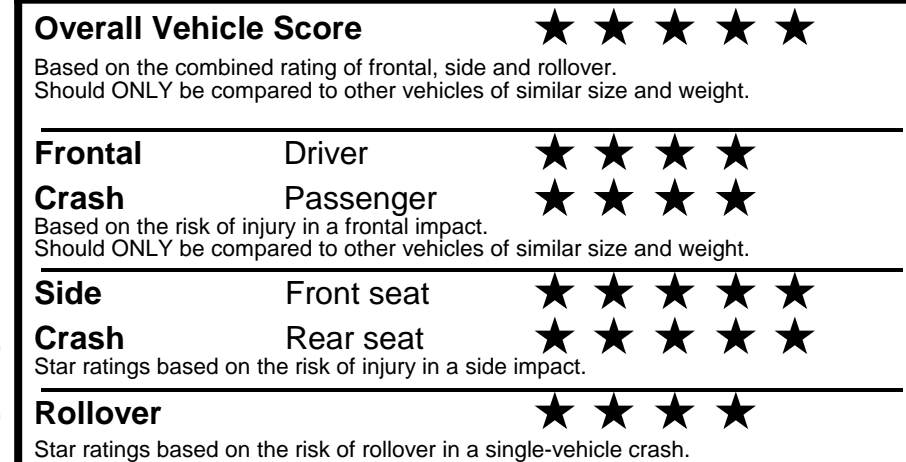 Overall Vehicle Score ★ ★ ★ ★ ★
Based on the combined rating of frontal, side and rollover.
Should ONLY be compared to other vehicles of similar size and weight.
Frontal Driver ★ ★ ★ ★
Crash Passenger ★ ★ ★ ★
Based on the risk of injury in a frontal impact.
Should ONLY be compared to other vehicles of similar size and weight.
Side Front seat ★ ★ ★ ★ ★
Crash Rear seat ★ ★ ★ ★ ★
Star ratings based on the risk of injury in a side impact.
Rollover ★ ★ ★ ★
Star ratings based on the risk of rollover in a single-vehicle crash.